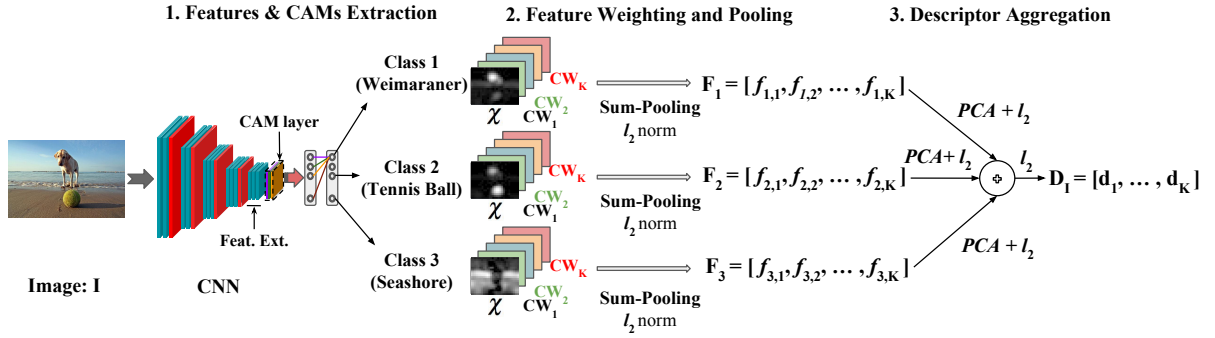 1. Features & CAMs Extraction
2. Feature Weighting and Pooling
3. Descriptor Aggregation
Image: I
CNN
CAM layer
Feat. Ext.
Class 1
(Weimaraner)
Class 2
(Tennis Ball)
Class 3
(Seashore)
CW_K
CW_2
CW_1
χ
Sum-Pooling
l_2 norm
F_1 = [ f_{1,1}, f_{1,2}, … , f_{1,K} ]
PCA + l_2
CW_K
CW_2
CW_1
χ
Sum-Pooling
l_2 norm
F_2 = [ f_{2,1}, f_{2,2}, … , f_{2,K} ]
PCA+ l_2
CW_K
CW_2
CW_1
χ
Sum-Pooling
l_2 norm
F_3 = [ f_{3,1}, f_{3,2}, … , f_{3,K} ]
PCA + l_2
+
l_2
D_I = [d_1, … , d_K ]